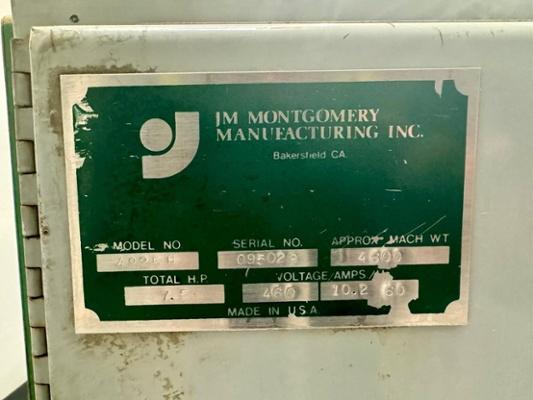 JM MONTGOMERY
MANUFACTURING INC.
Bakersfield CA.
MODEL NO. SERIAL NO. APPROX. MACH WT
095029 4600
TOTAL H.P. VOLTAGE/AMPS/
7.5 460 10.2 60
MADE IN U.S.A.